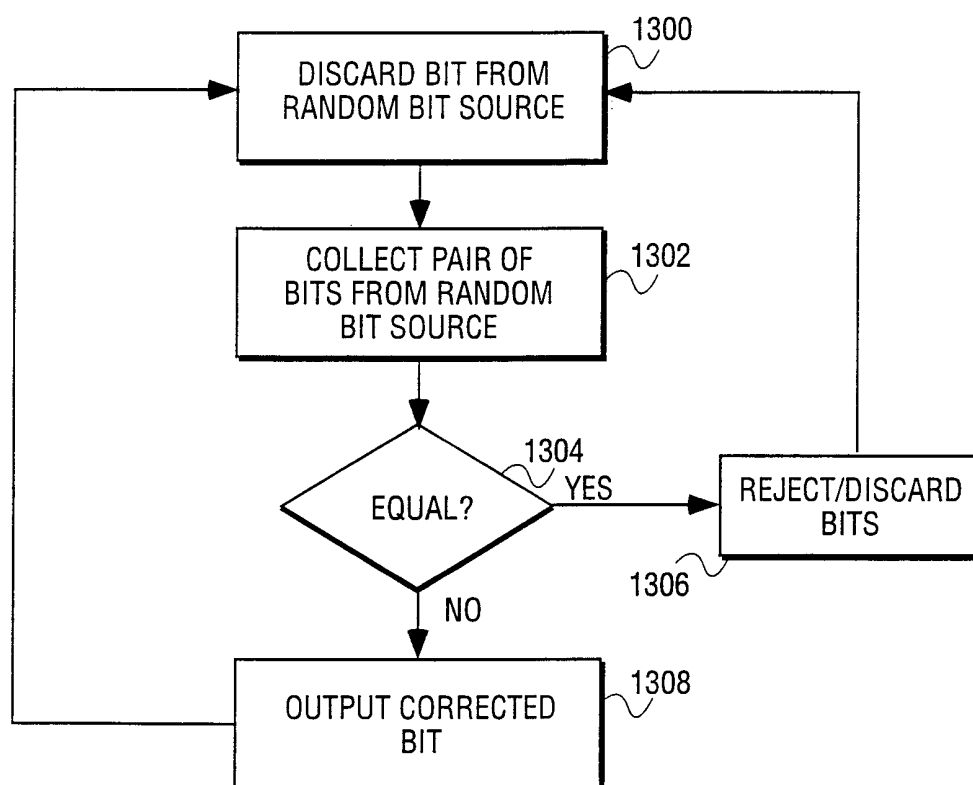 1300
DISCARD BIT FROM
RANDOM BIT SOURCE
1302
COLLECT PAIR OF
BITS FROM RANDOM
BIT SOURCE
1304
EQUAL?
YES
REJECT/DISCARD
BITS
1306
NO
1308
OUTPUT CORRECTED
BIT